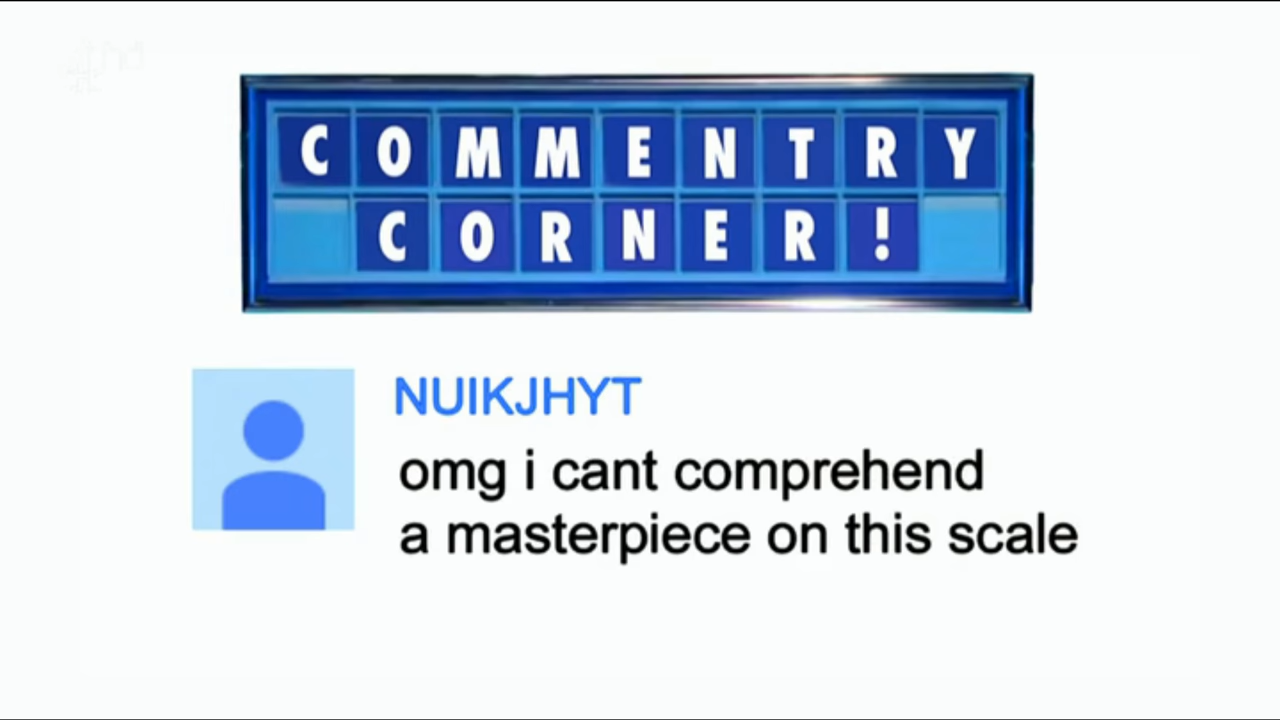 COMMENTRY
CORNER!
NUIKJHYT
omg i cant comprehend
a masterpiece on this scale